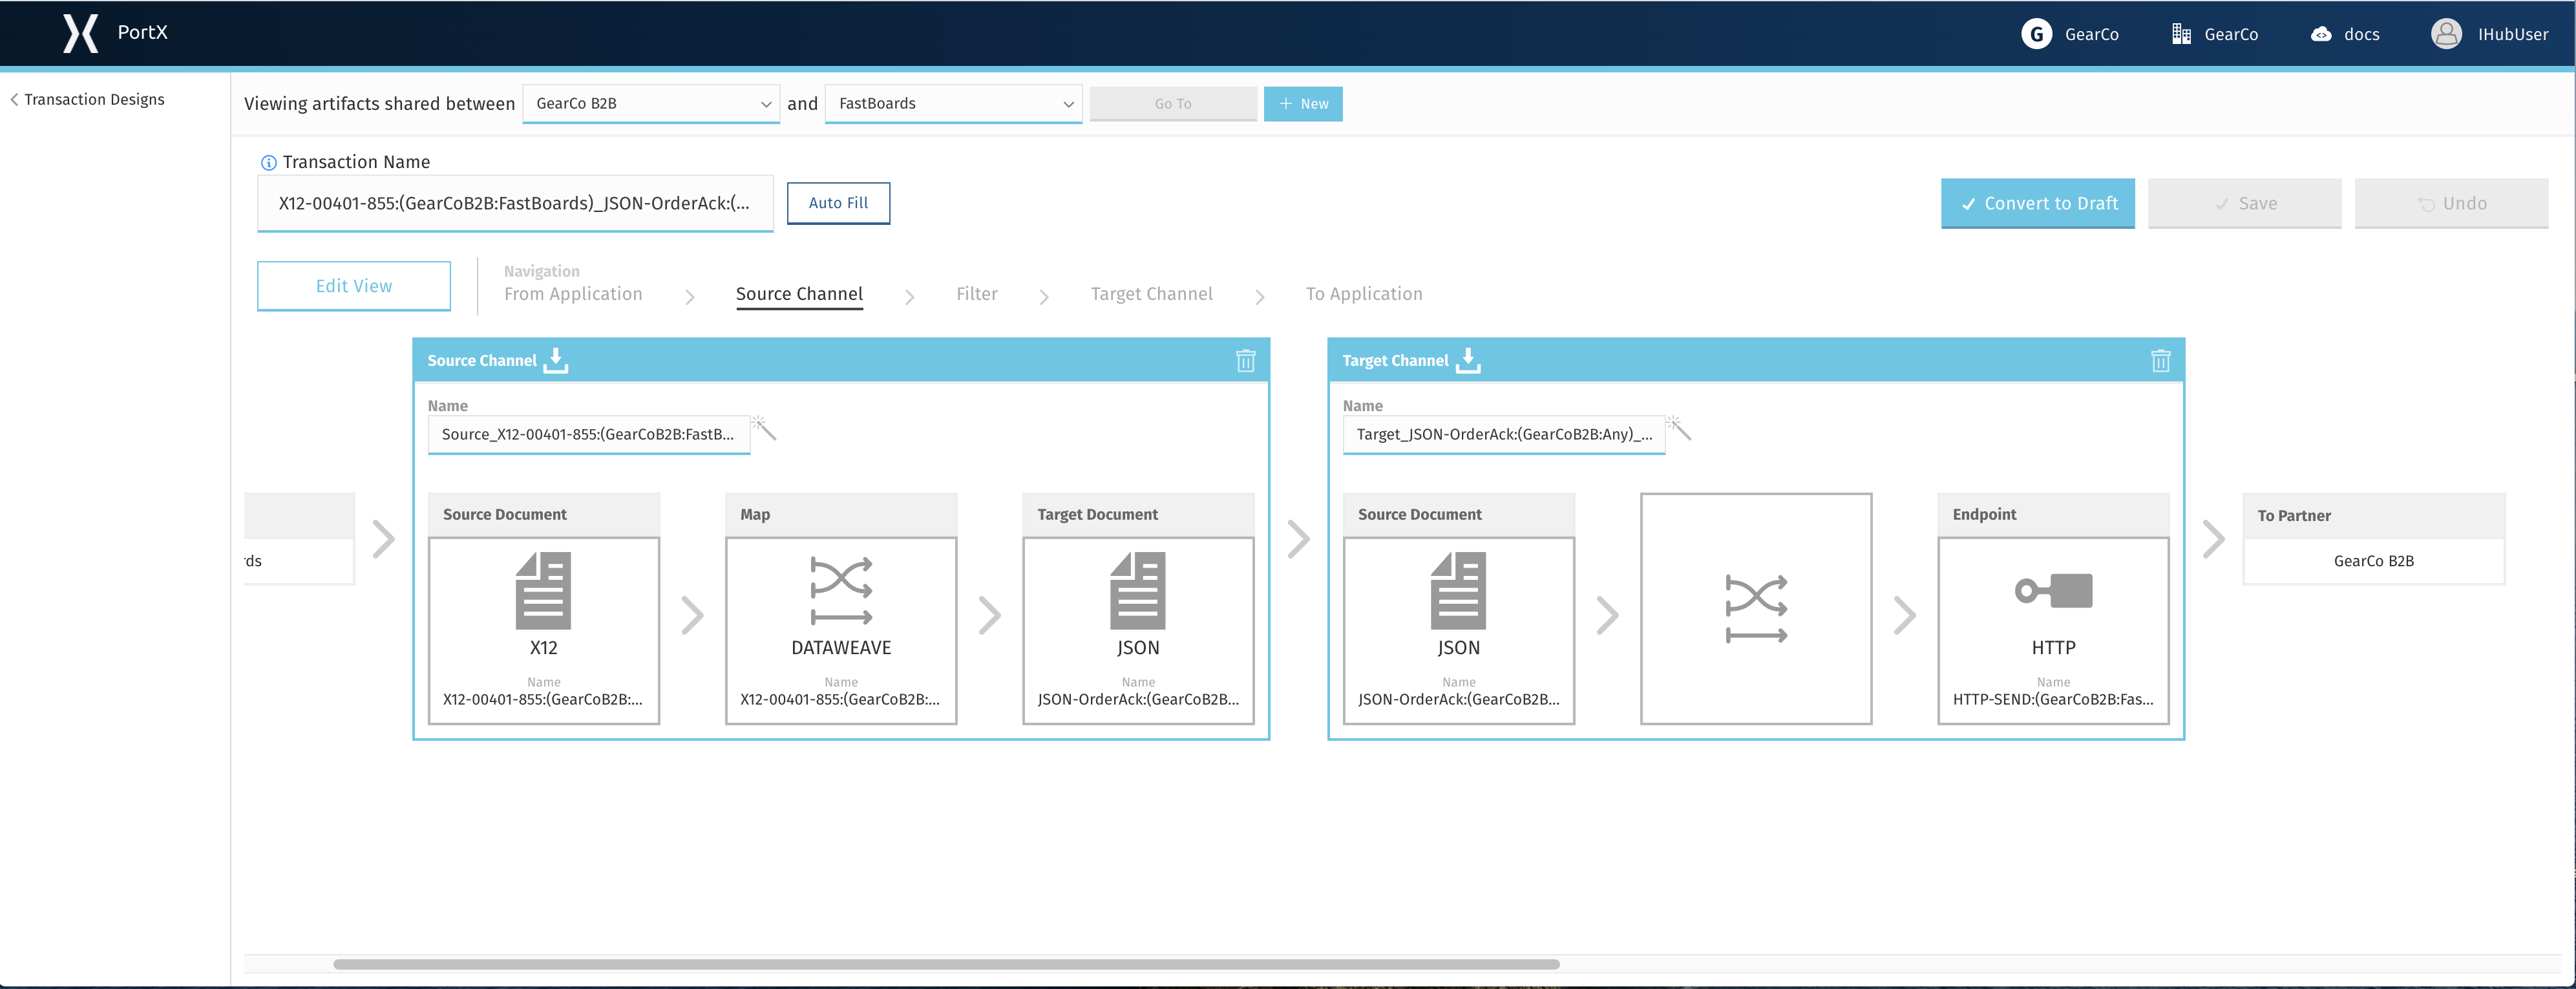 PortX
GearCo
GearCo
docs
IHubUser
Transaction Designs
Viewing artifacts shared between GearCo B2B and FastBoards Go To + New
Transaction Name
X12-00401-855:(GearCoB2B:FastBoards)_JSON-OrderAck:(...
Auto Fill
Convert to Draft
Save
Undo
Edit View
Navigation
From Application
Source Channel
Filter
Target Channel
To Application
Source Channel
Name
Source_X12-00401-855:(GearCoB2B:FastB...
rds
Source Document
X12
Name
X12-00401-855:(GearCoB2B:...
Map
DATAWEAVE
Name
X12-00401-855:(GearCoB2B:...
Target Document
JSON
Name
JSON-OrderAck:(GearCoB2B...
Target Channel
Name
Target_JSON-OrderAck:(GearCoB2B:Any)_...
Source Document
JSON
Name
JSON-OrderAck:(GearCoB2B...
Endpoint
HTTP
Name
HTTP-SEND:(GearCoB2B:Fas...
To Partner
GearCo B2B